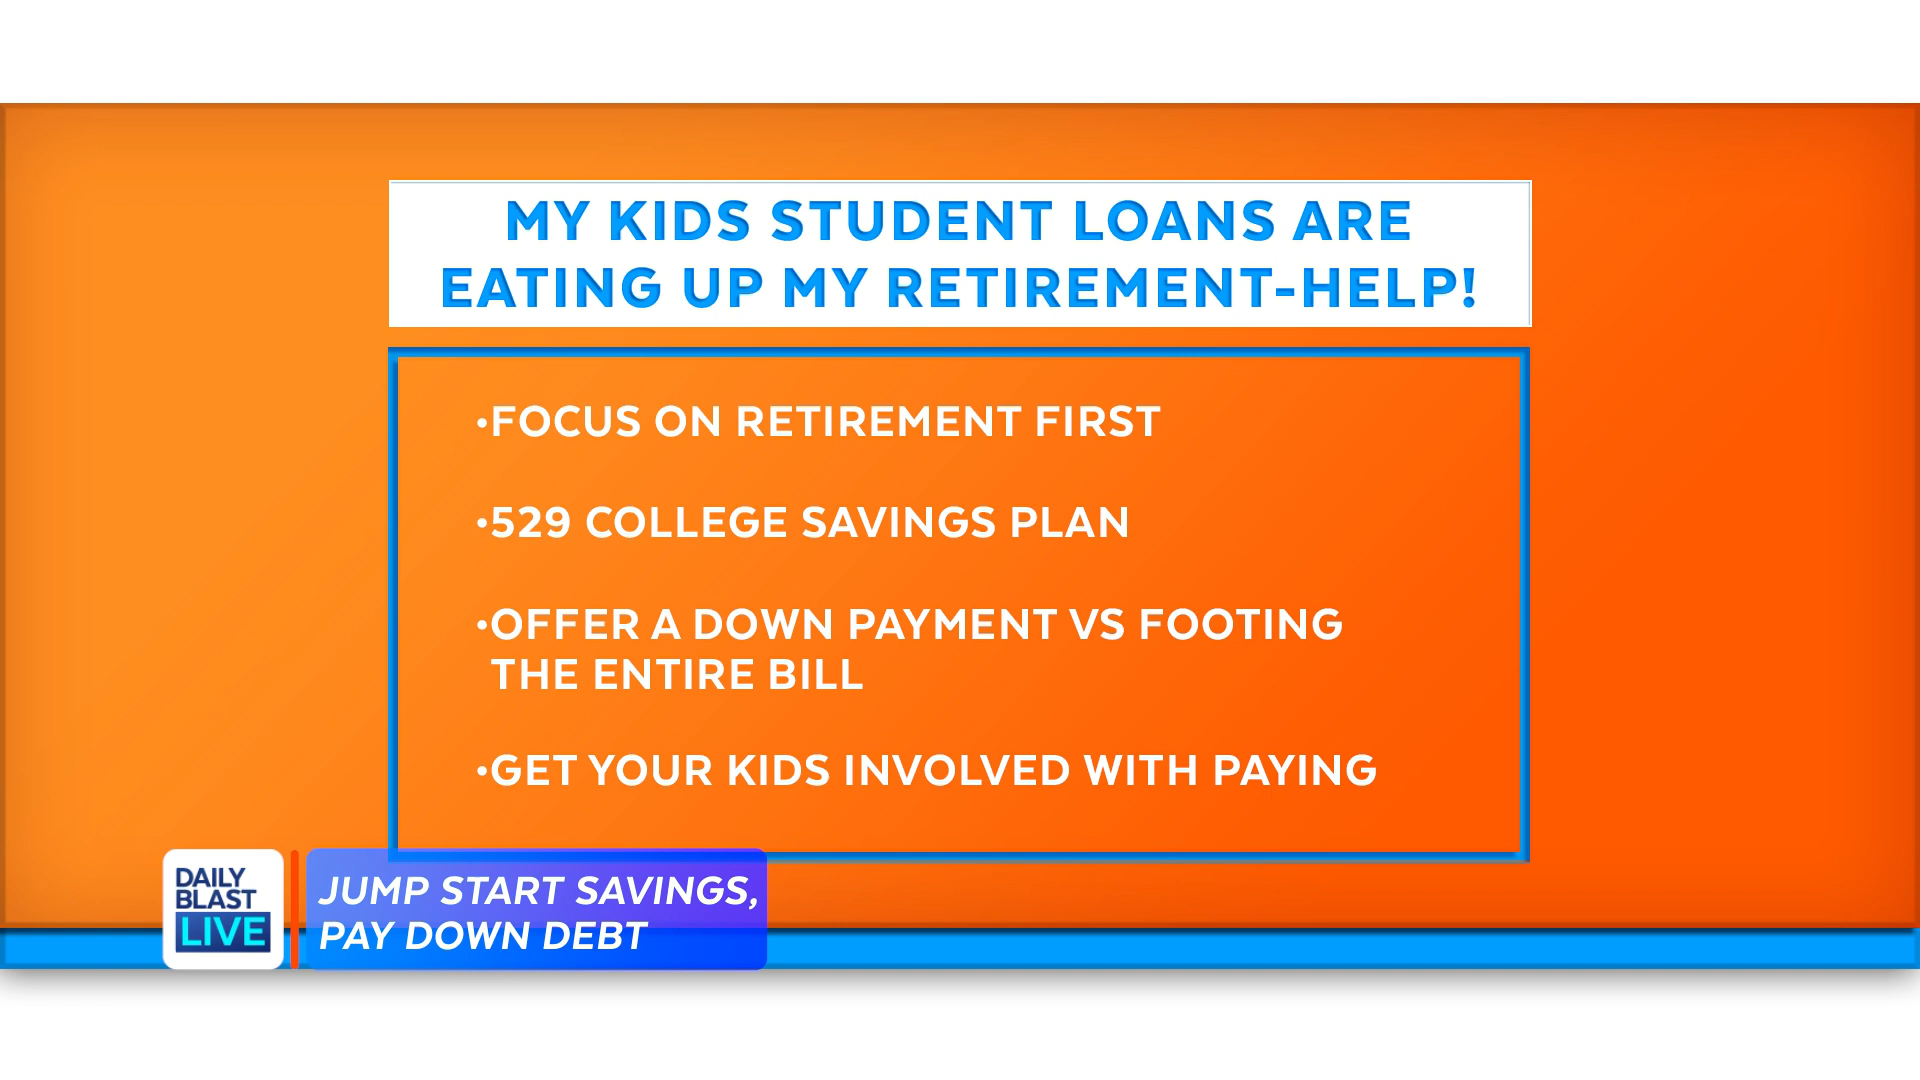 MY KIDS STUDENT LOANS ARE
EATING UP MY RETIREMENT-HELP!
•FOCUS ON RETIREMENT FIRST
•529 COLLEGE SAVINGS PLAN
•OFFER A DOWN PAYMENT VS FOOTING
THE ENTIRE BILL
•GET YOUR KIDS INVOLVED WITH PAYING
DAILY
BLAST
LIVE
JUMP START SAVINGS,
PAY DOWN DEBT